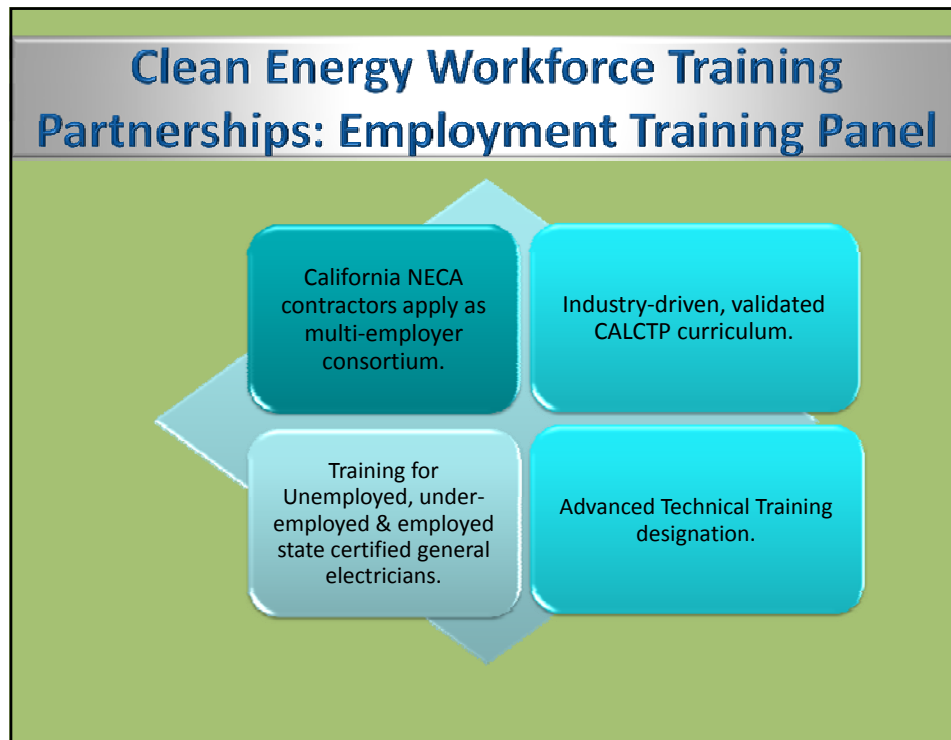 Clean Energy Workforce Training
Partnerships: Employment Training Panel
California NECA
contractors apply as
multi-employer
consortium.
Industry-driven, validated
CALCTP curriculum.
Training for
Unemployed, under-
employed & employed
state certified general
electricians.
Advanced Technical Training
designation.